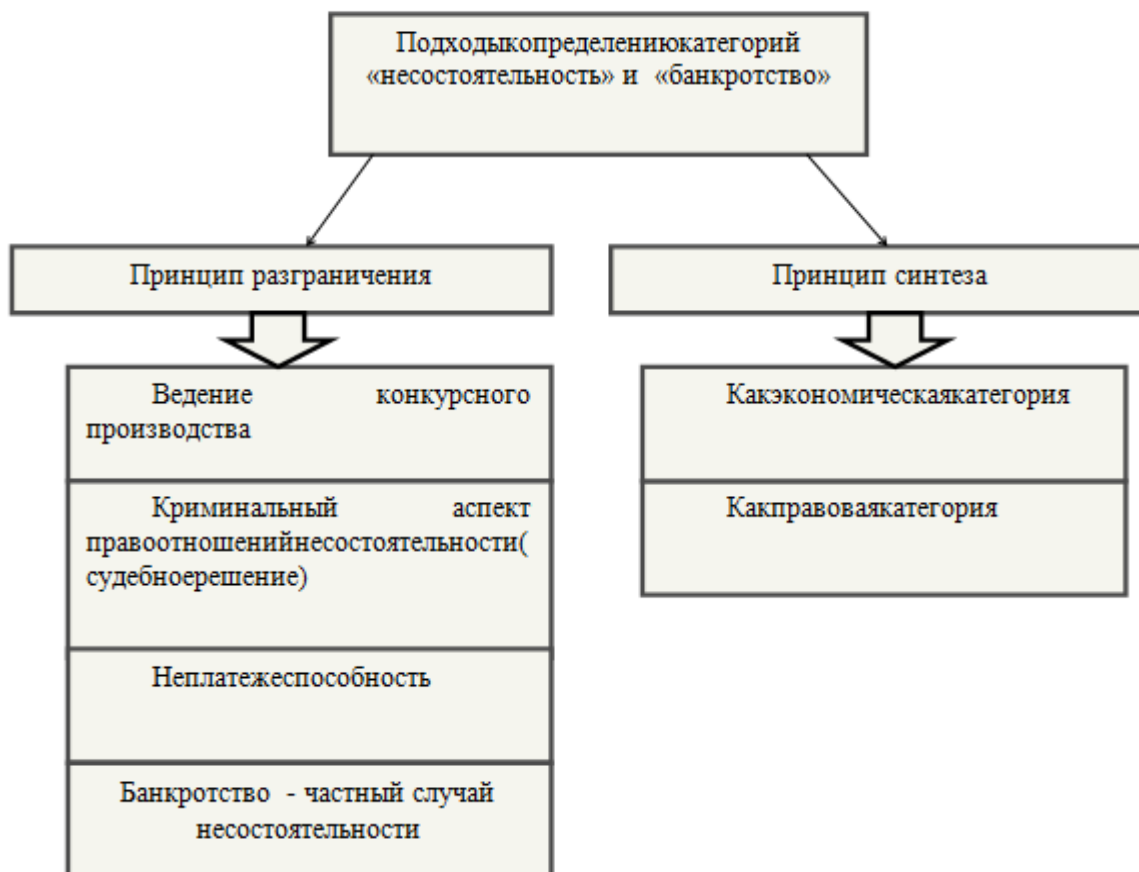 Подходыкопределениюкатегорий
«несостоятельность» и «банкротство»
Принцип разграничения
Принцип синтеза
Ведение конкурсного
производства
Криминальный аспект
правоотношенийнесостоятельности(
судебноерешение)
Неплатежеспособность
Банкротство - частный случай
несостоятельности
Какэкономическаякатегория
Какправоваякатегория